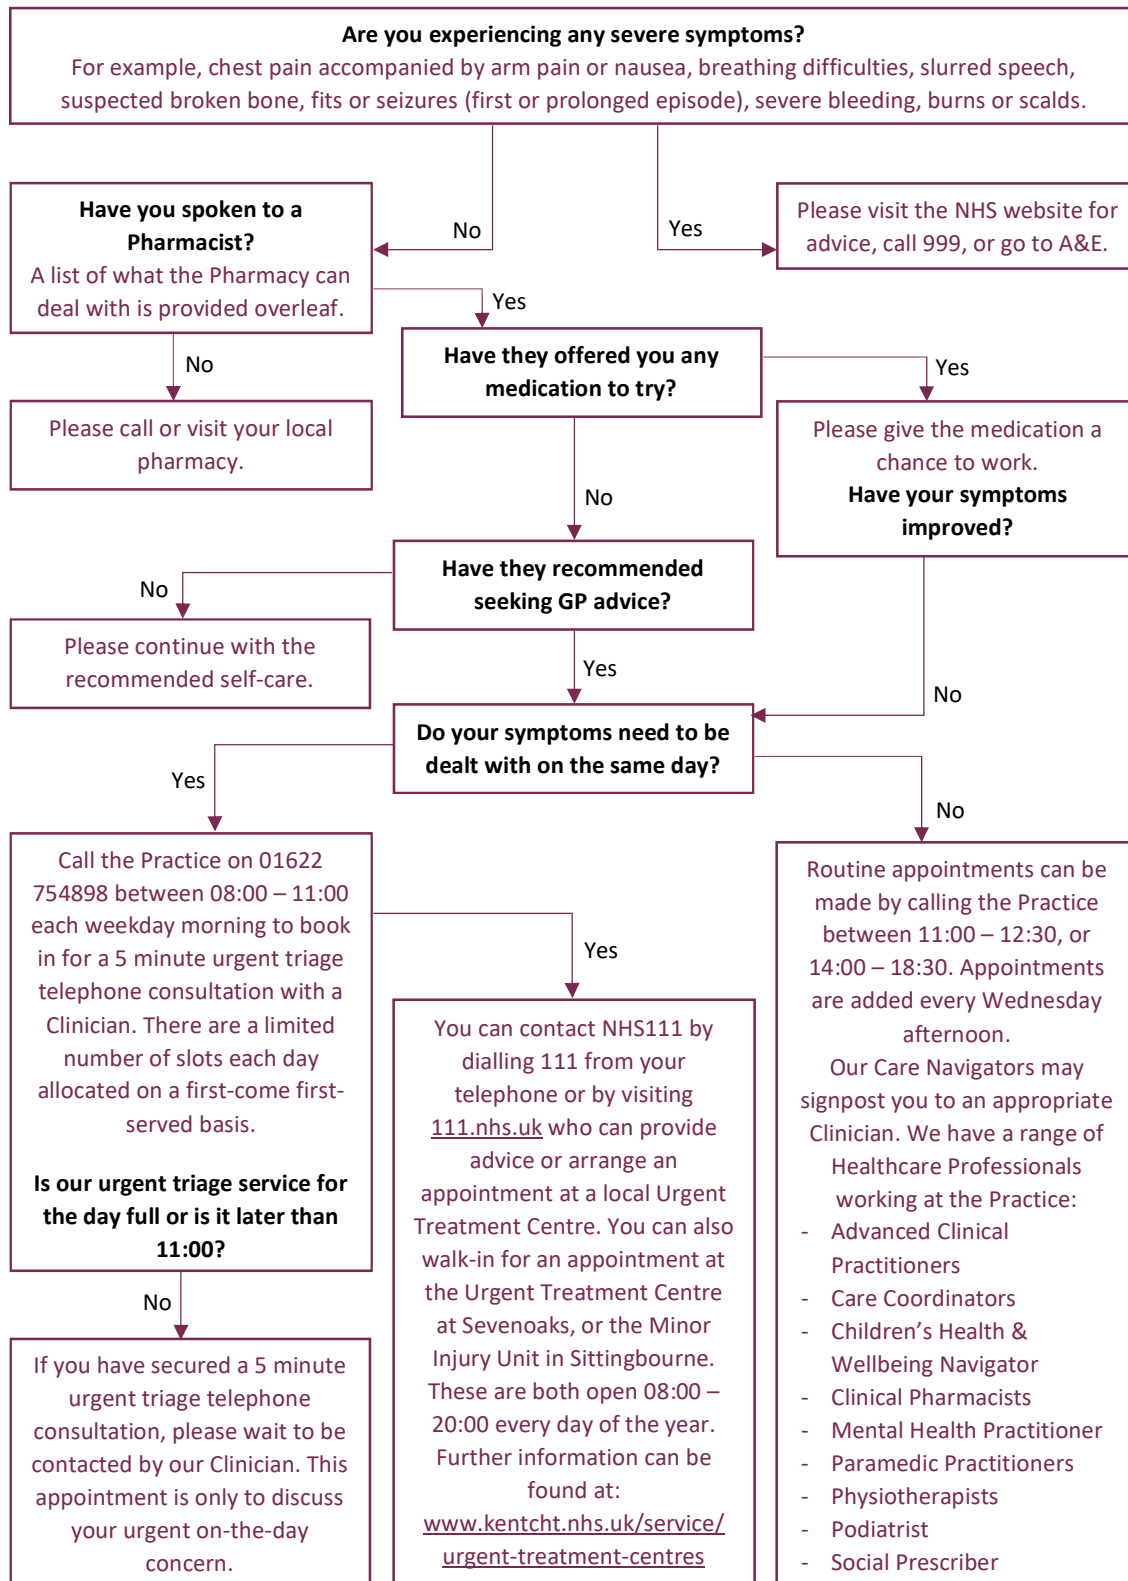 Are you experiencing any severe symptoms?
For example, chest pain accompanied by arm pain or nausea, breathing difficulties, slurred speech,
suspected broken bone, fits or seizures (first or prolonged episode), severe bleeding, burns or scalds.
Have you spoken to a
Pharmacist?
A list of what the Pharmacy can
deal with is provided overleaf.
No
Yes
Please visit the NHS website for
advice, call 999, or go to A&E.
Yes
No
Have they offered you any
medication to try?
Yes
Please call or visit your local
pharmacy.
Please give the medication a
chance to work.
Have your symptoms
improved?
No
Have they recommended
seeking GP advice?
No
Please continue with the
recommended self-care.
Yes
No
Do your symptoms need to be
dealt with on the same day?
Yes
No
Call the Practice on 01622
754898 between 08:00 – 11:00
each weekday morning to book
in for a 5 minute urgent triage
telephone consultation with a
Clinician. There are a limited
number of slots each day
allocated on a first-come first-
served basis.
Is our urgent triage service for
the day full or is it later than
11:00?
Yes
No
If you have secured a 5 minute
urgent triage telephone
consultation, please wait to be
contacted by our Clinician. This
appointment is only to discuss
your urgent on-the-day
concern.
You can contact NHS111 by
dialling 111 from your
telephone or by visiting
111.nhs.uk who can provide
advice or arrange an
appointment at a local Urgent
Treatment Centre. You can also
walk-in for an appointment at
the Urgent Treatment Centre
at Sevenoaks, or the Minor
Injury Unit in Sittingbourne.
These are both open 08:00 –
20:00 every day of the year.
Further information can be
found at:
www.kentcht.nhs.uk/service/
urgent-treatment-centres
Routine appointments can be
made by calling the Practice
between 11:00 – 12:30, or
14:00 – 18:30. Appointments
are added every Wednesday
afternoon.
Our Care Navigators may
signpost you to an appropriate
Clinician. We have a range of
Healthcare Professionals
working at the Practice:
- Advanced Clinical
Practitioners
- Care Coordinators
- Children’s Health &
Wellbeing Navigator
- Clinical Pharmacists
- Mental Health Practitioner
- Paramedic Practitioners
- Physiotherapists
- Podiatrist
- Social Prescriber